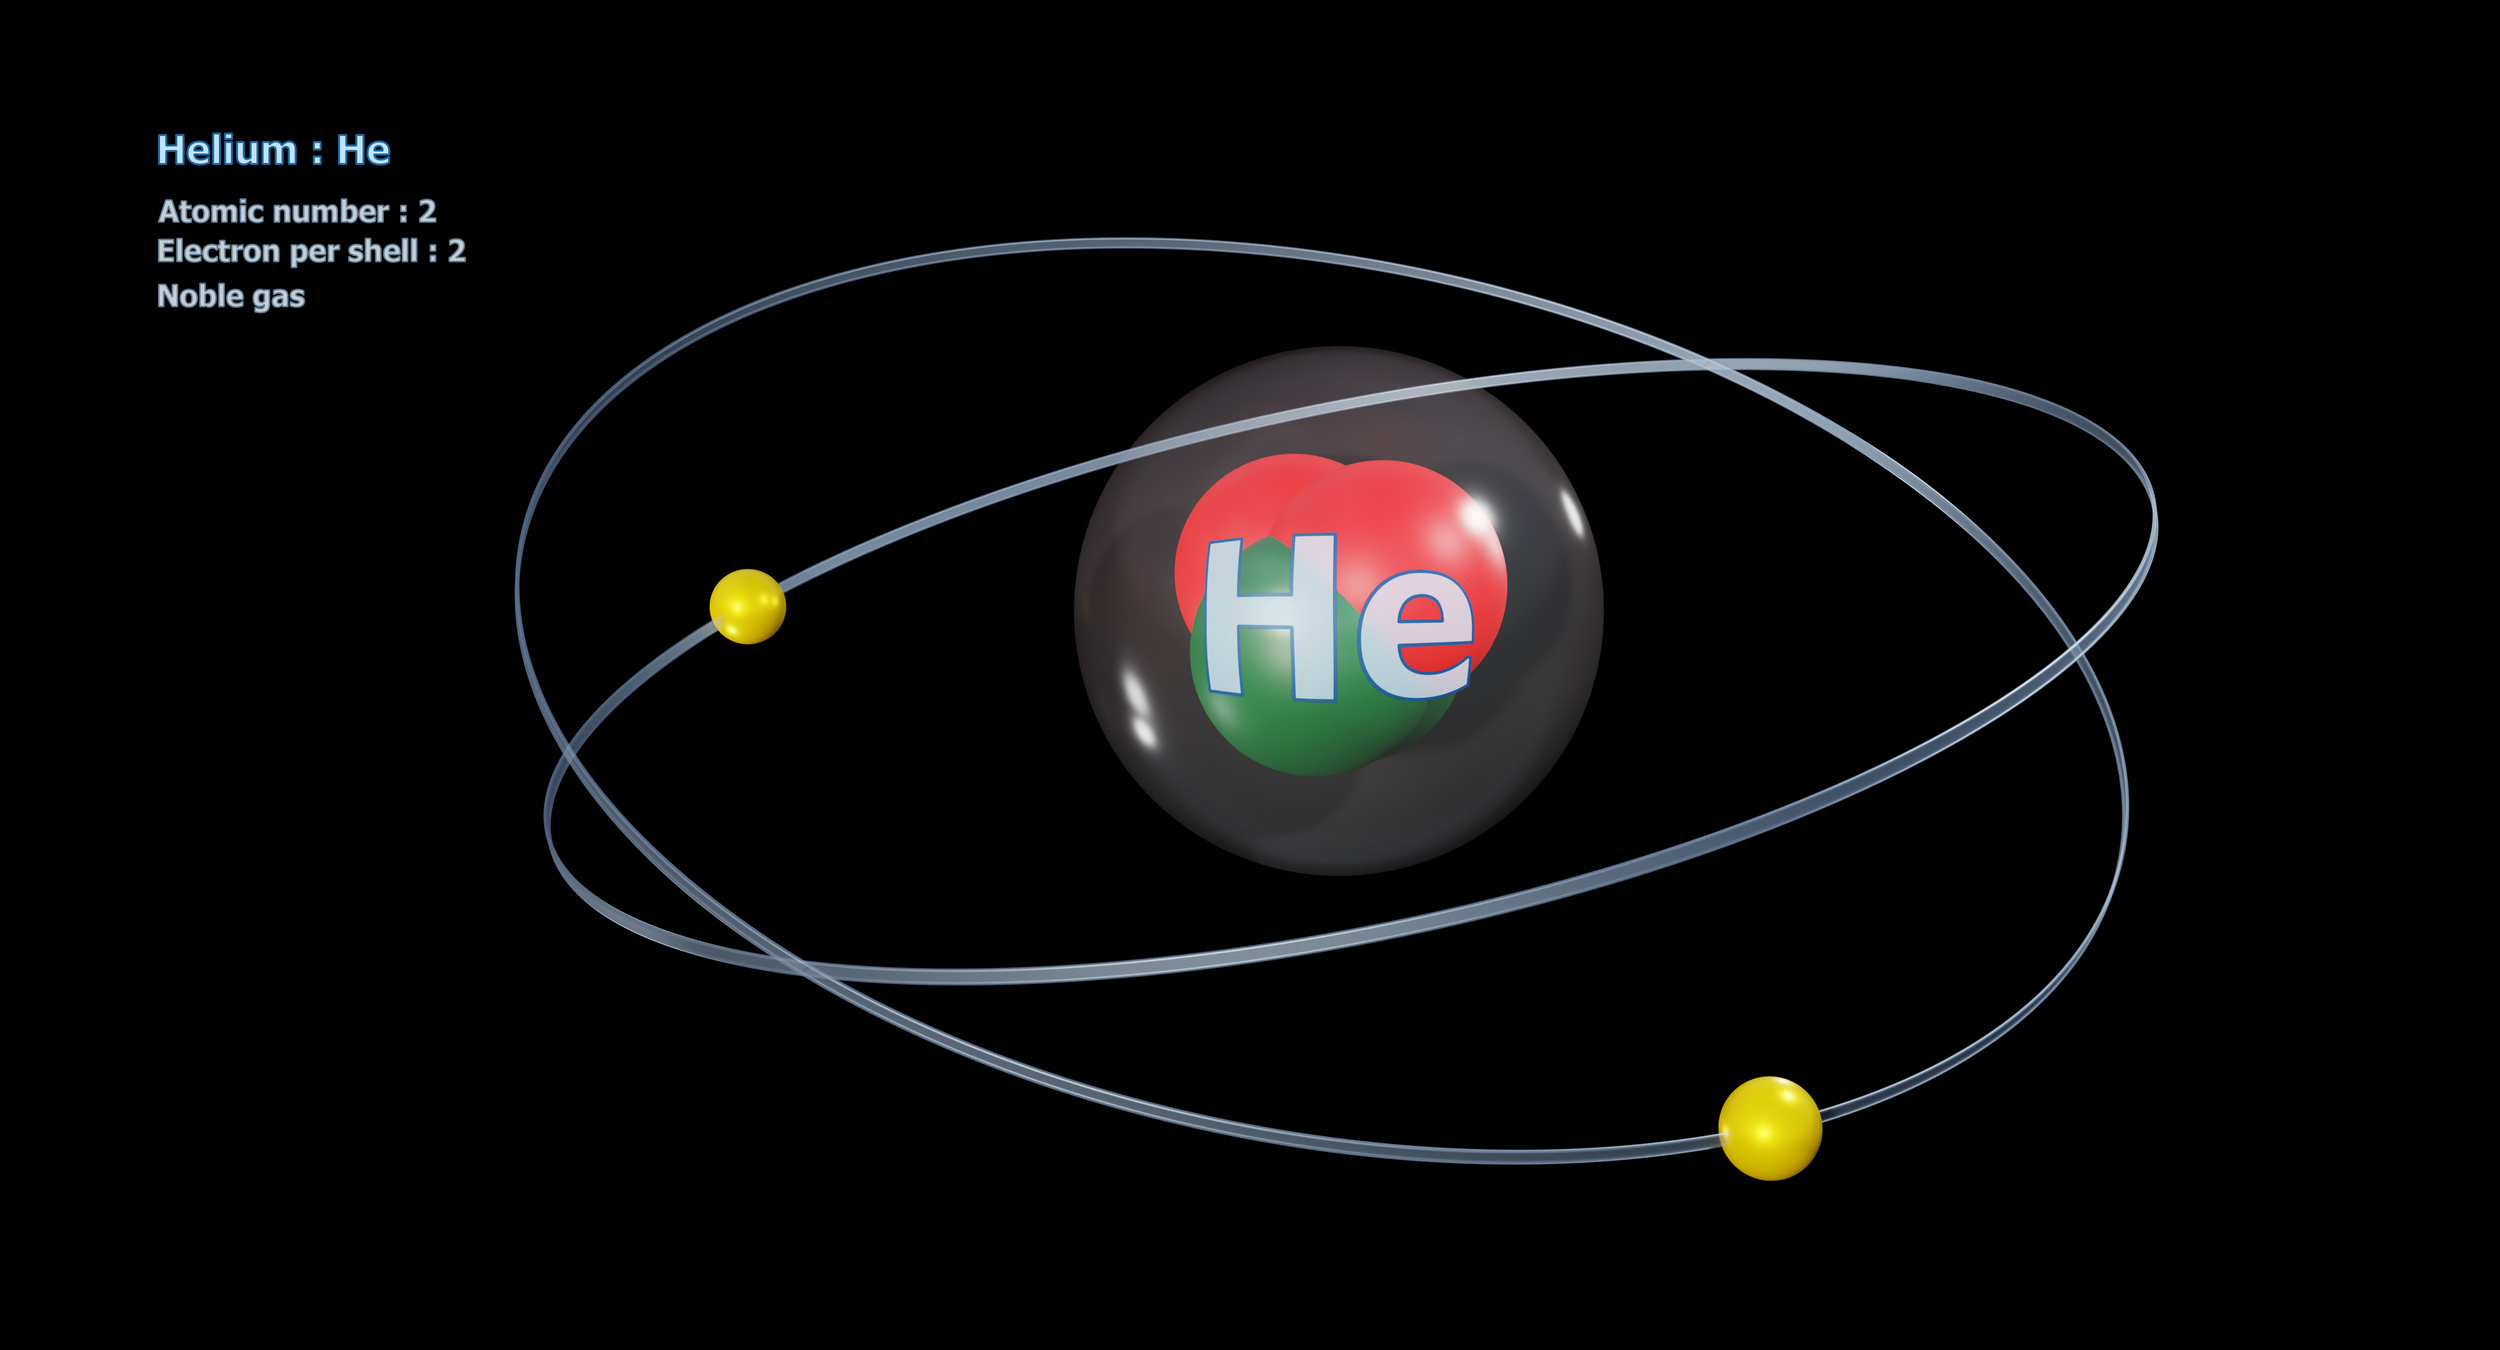 Helium : He
Atomic number : 2
Electron per shell : 2
Noble gas
He